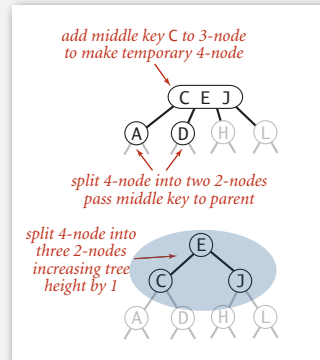 add middle key C to 3-node
to make temporary 4-node
C E J
A D H L
split 4-node into two 2-nodes
pass middle key to parent
split 4-node into
three 2-nodes
increasing tree
height by 1
E
C J
A D H L